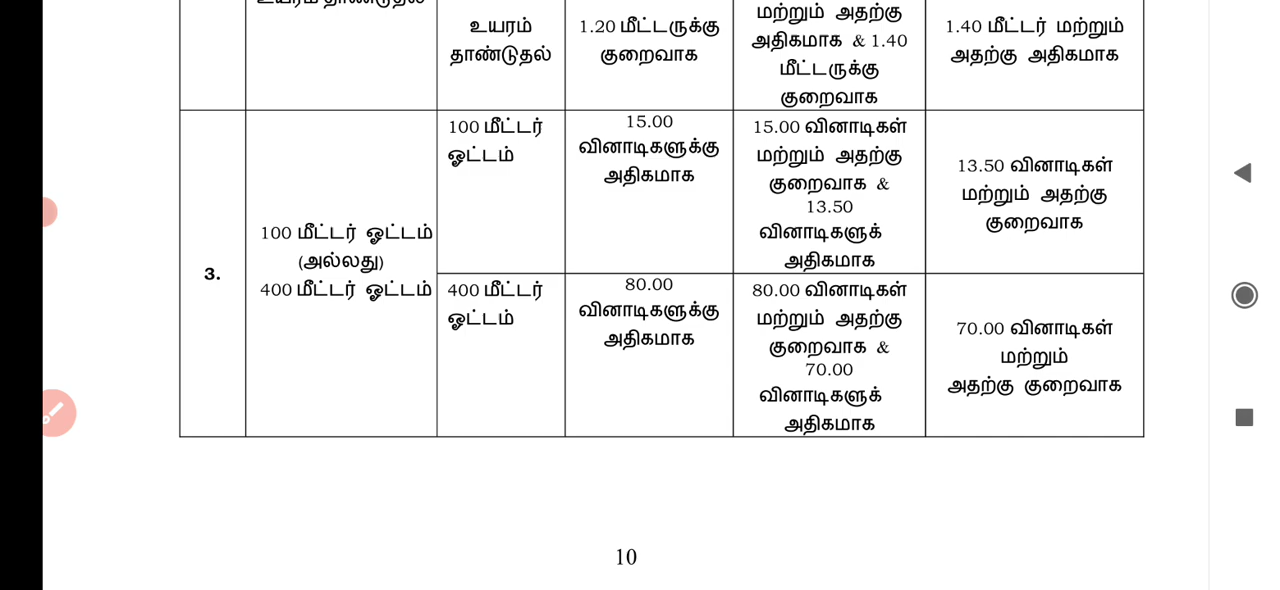 உயரம் தாண்டுதல்
உயரம்
தாண்டுதல்
1.20 மீட்டருக்கு
குறைவாக
மற்றும் அதற்கு
அதிகமாக & 1.40
மீட்டருக்கு
குறைவாக
1.40 மீட்டர் மற்றும்
அதற்கு அதிகமாக
3.
100 மீட்டர் ஓட்டம்
(அல்லது)
400 மீட்டர் ஓட்டம்
100 மீட்டர்
ஓட்டம்
15.00
வினாடிகளுக்கு
அதிகமாக
15.00 வினாடிகள்
மற்றும் அதற்கு
குறைவாக &
13.50
வினாடிகளுக்
அதிகமாக
13.50 வினாடிகள்
மற்றும் அதற்கு
குறைவாக
400 மீட்டர்
ஓட்டம்
80.00
வினாடிகளுக்கு
அதிகமாக
80.00 வினாடிகள்
மற்றும் அதற்கு
குறைவாக &
70.00
வினாடிகளுக்
அதிகமாக
70.00 வினாடிகள்
மற்றும்
அதற்கு குறைவாக
10